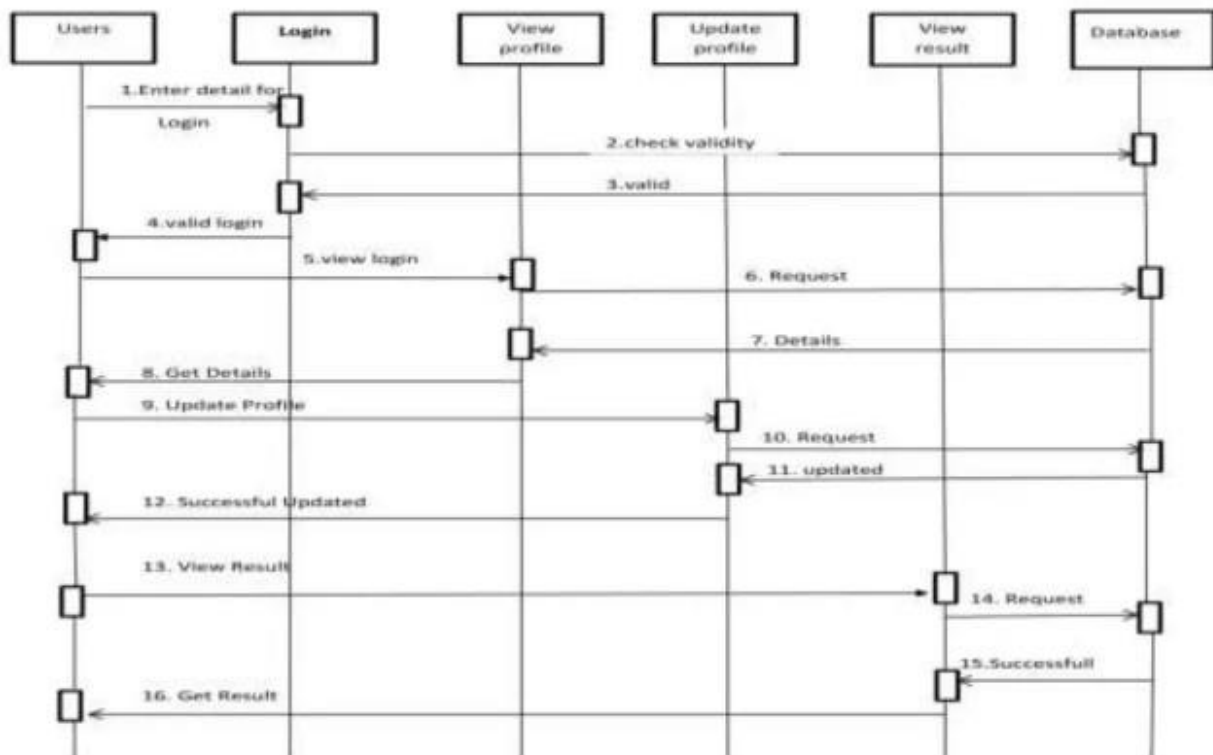 Users
Login
View
profile
Update
profile
View
result
Database
1.Enter detail for
Login
2.check validity
3.valid
4.valid login
5.view login
6. Request
7. Details
8. Get Details
9. Update Profile
10. Request
11. updated
12. Successful Updated
13. View Result
14. Request
15.Successfull
16. Get Result